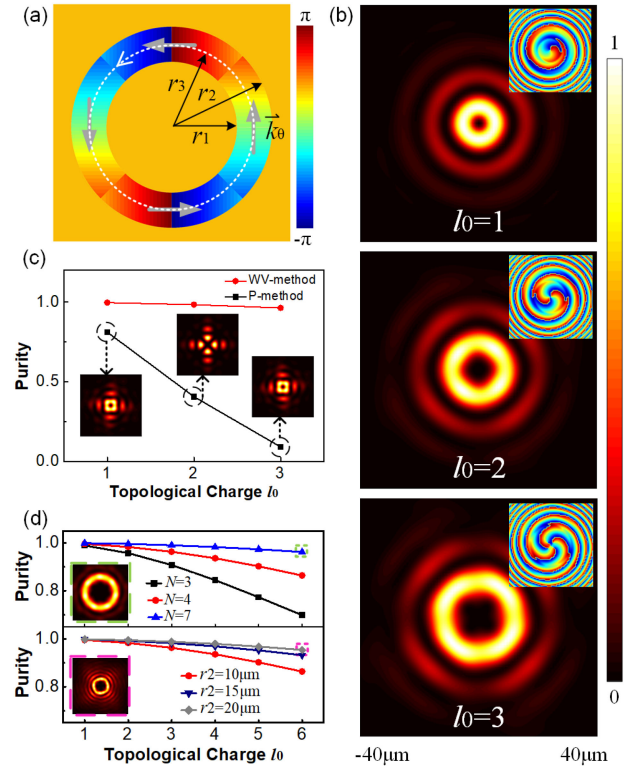 (a)
π
-π
r3
r2
r1
k⃗θ
(b)
1
l0=1
l0=2
l0=3
0
-40μm
40μm
(c)
WV-method
P-method
Purity
1.0
0.5
0.0
1 2 3
Topological Charge l0
(d)
Purity
1.0
0.9
0.8
N=3
N=4
N=7
Purity
1.0
0.8
r2=10μm
r2=15μm
r2=20μm
1 2 3 4 5 6
Topological Charge l0